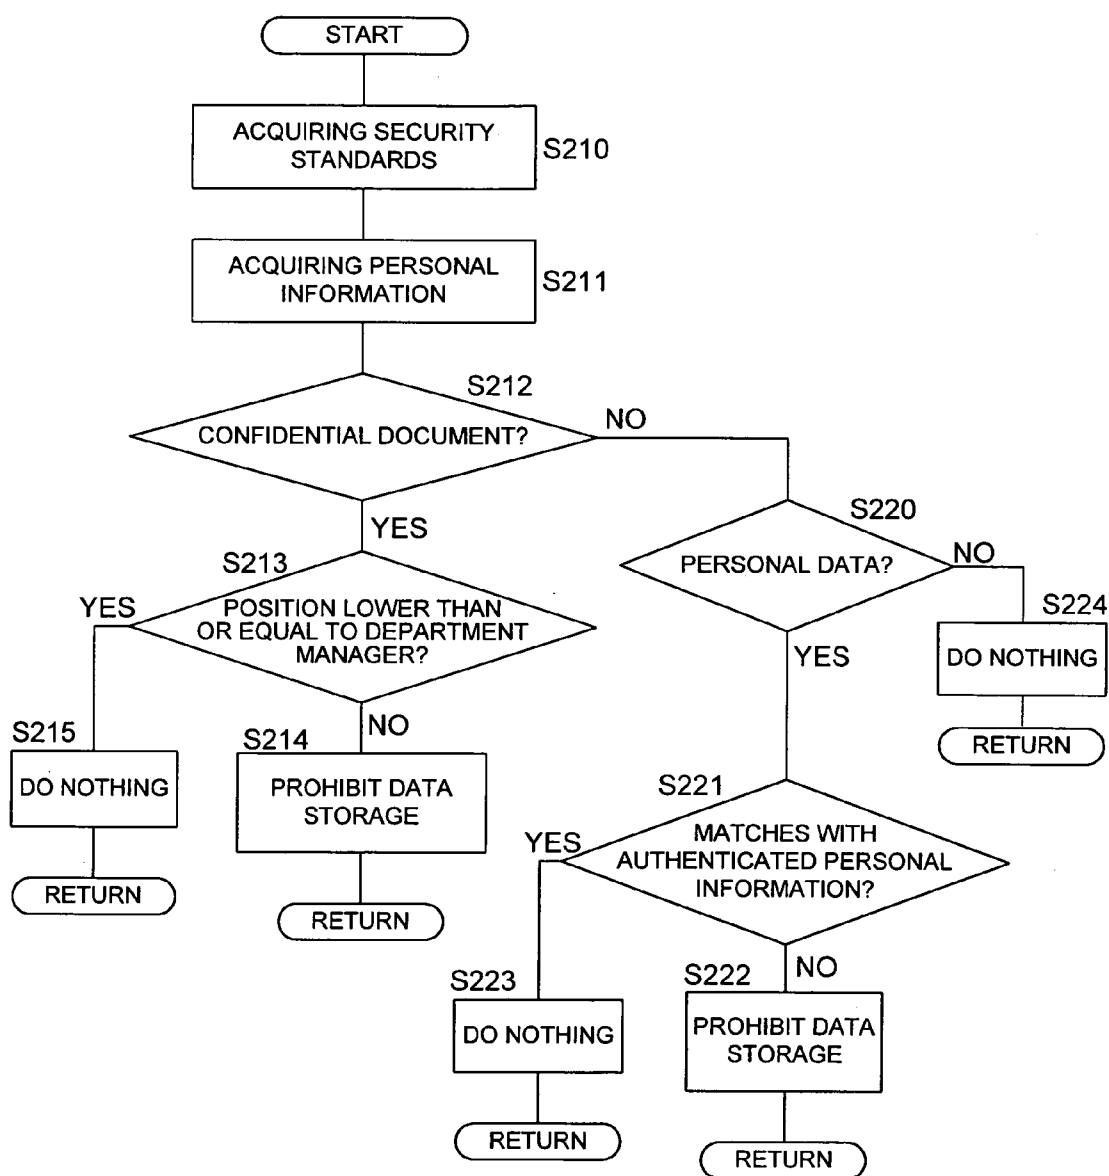 START
ACQUIRING SECURITY
STANDARDS
S210
ACQUIRING PERSONAL
INFORMATION
S211
S212
CONFIDENTIAL DOCUMENT?
NO
YES
S220
PERSONAL DATA?
NO
YES
S213
YES
POSITION LOWER THAN
OR EQUAL TO DEPARTMENT
MANAGER?
NO
S224
DO NOTHING
RETURN
S215
DO NOTHING
RETURN
S214
PROHIBIT DATA
STORAGE
RETURN
S221
YES
MATCHES WITH
AUTHENTICATED PERSONAL
INFORMATION?
NO
S223
DO NOTHING
RETURN
S222
PROHIBIT DATA
STORAGE
RETURN